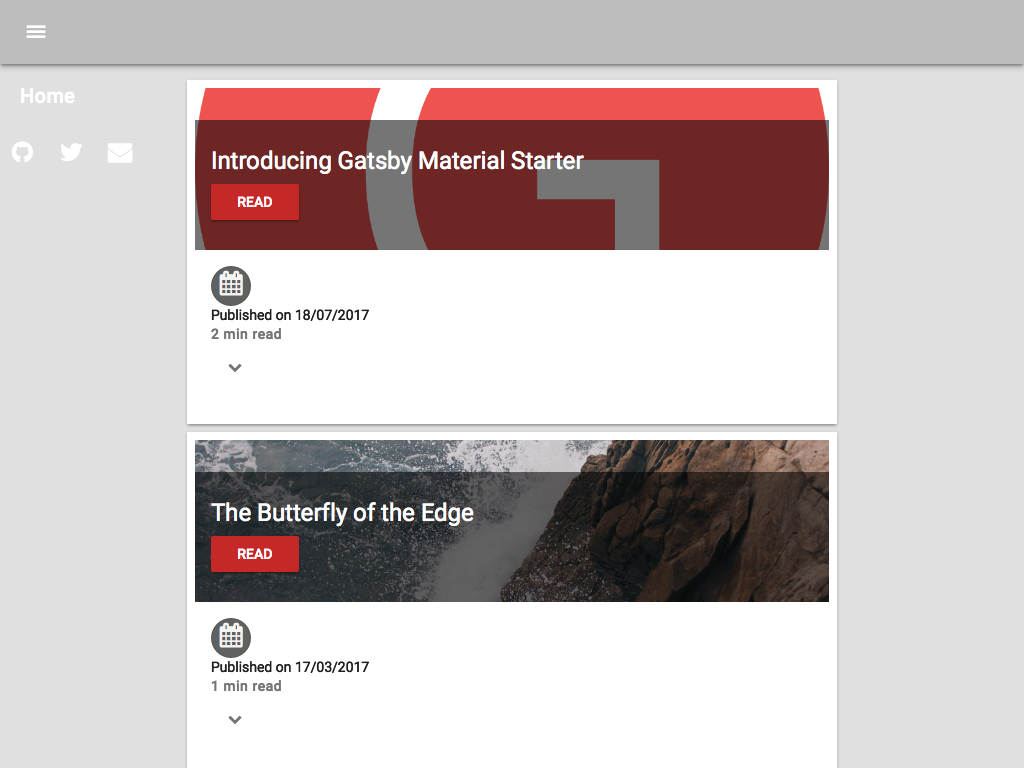 Home
Introducing Gatsby Material Starter
READ
Published on 18/07/2017
2 min read
The Butterfly of the Edge
READ
Published on 17/03/2017
1 min read